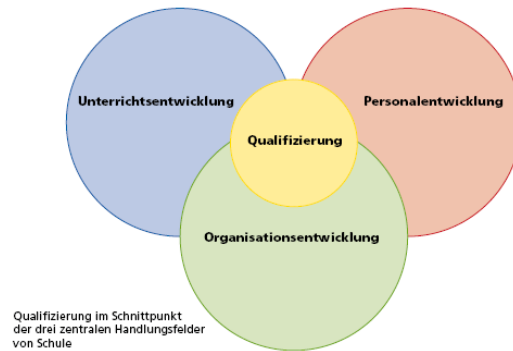 Unterrichtsentwicklung
Personalentwicklung
Qualifizierung
Organisationsentwicklung
Qualifizierung im Schnittpunkt
der drei zentralen Handlungsfelder
von Schule